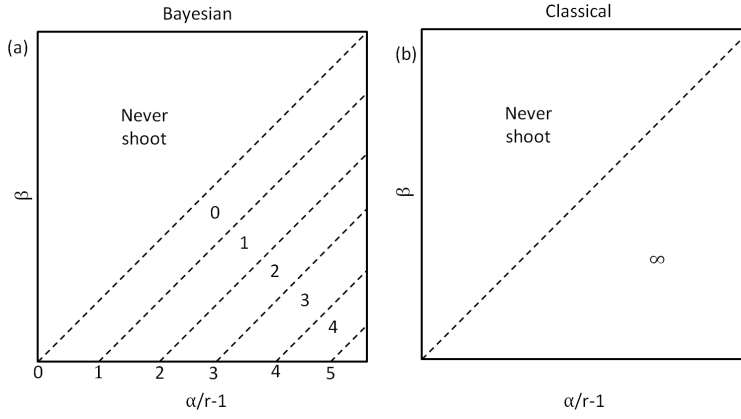 Bayesian
(a)
Never
shoot
β
0
1
2
3
4
0 1 2 3 4 5
α/r-1
Classical
(b)
Never
shoot
β
∞
α/r-1